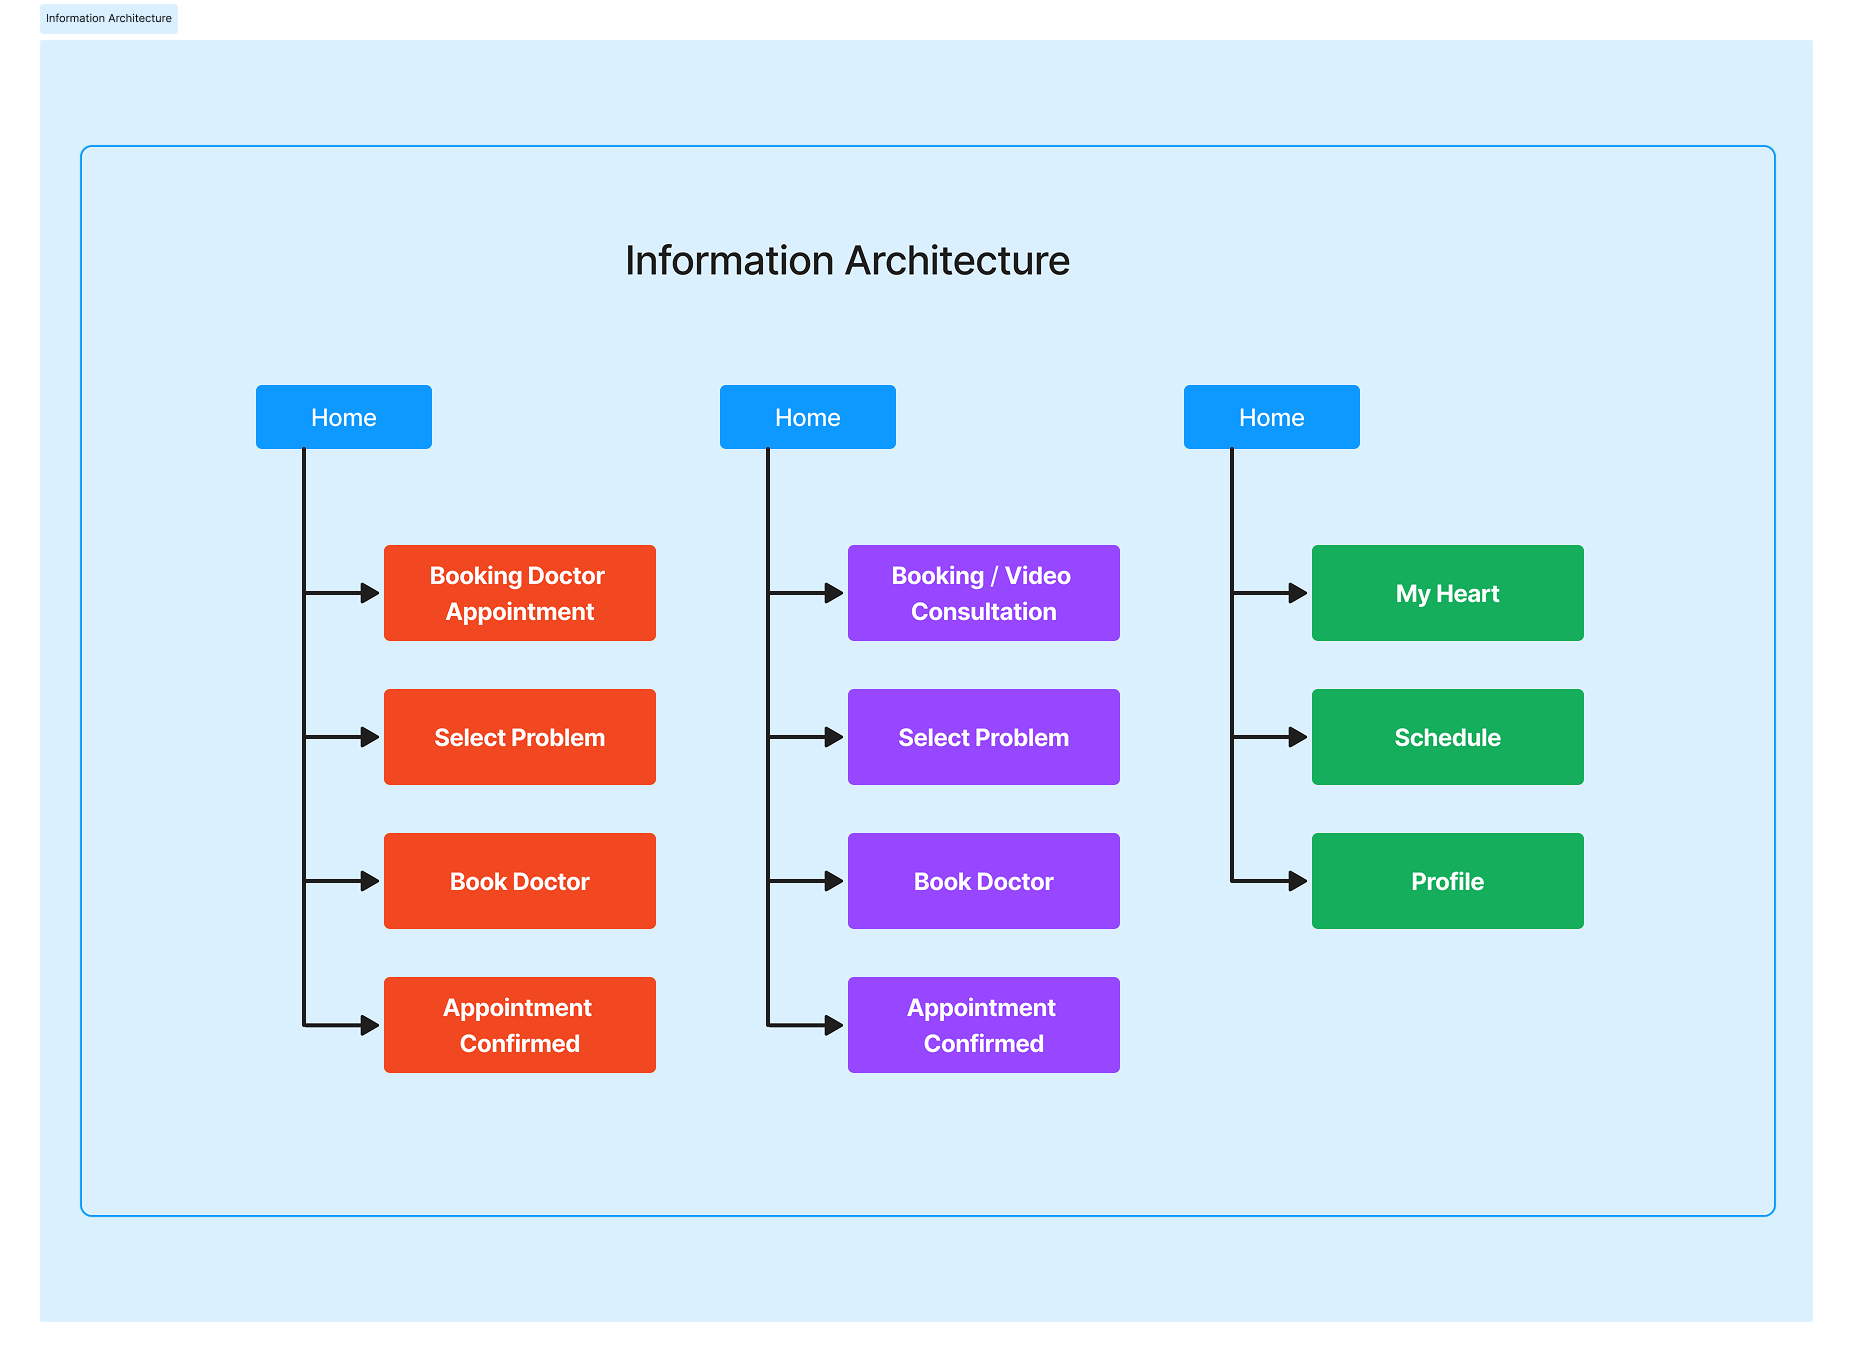 Information Architecture
Information Architecture
Home
Booking Doctor
Appointment
Select Problem
Book Doctor
Appointment
Confirmed
Home
Booking / Video
Consultation
Select Problem
Book Doctor
Appointment
Confirmed
Home
My Heart
Schedule
Profile